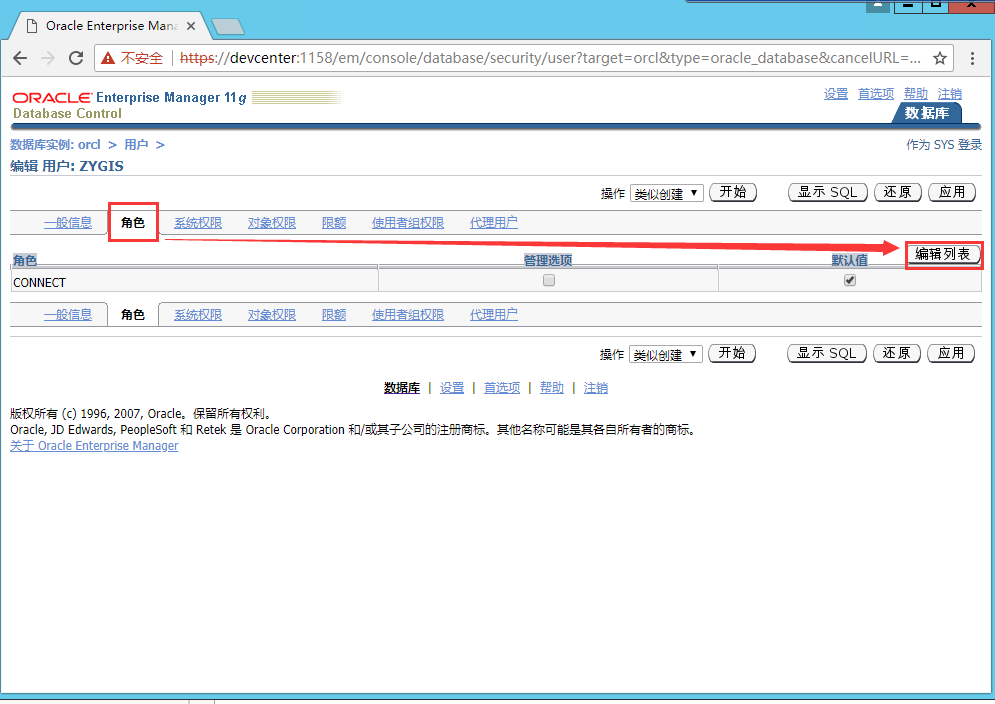 Oracle Enterprise Mana
不安全 https://devcenter:1158/em/console/database/security/user?target=orcl&type=oracle_database&cancelURL=...
ORACLE Enterprise Manager 11g
Database Control
设置 首选项 帮助 注销
数据库
数据库实例: orcl > 用户 >
作为 SYS 登录
编辑 用户: ZYGIS
操作 类似创建 开始 显示 SQL 还原 应用
一般信息 角色 系统权限 对象权限 限额 使用者组权限 代理用户
编辑列表
角色 管理选项 默认值
CONNECT
一般信息 角色 系统权限 对象权限 限额 使用者组权限 代理用户
操作 类似创建 开始 显示 SQL 还原 应用
数据库 | 设置 | 首选项 | 帮助 | 注销
版权所有 (c) 1996, 2007, Oracle。保留所有权利。
Oracle, JD Edwards, PeopleSoft 和 Retek 是 Oracle Corporation 和/或其子公司的注册商标。其他名称可能是其各自所有者的商标。
关于 Oracle Enterprise Manager